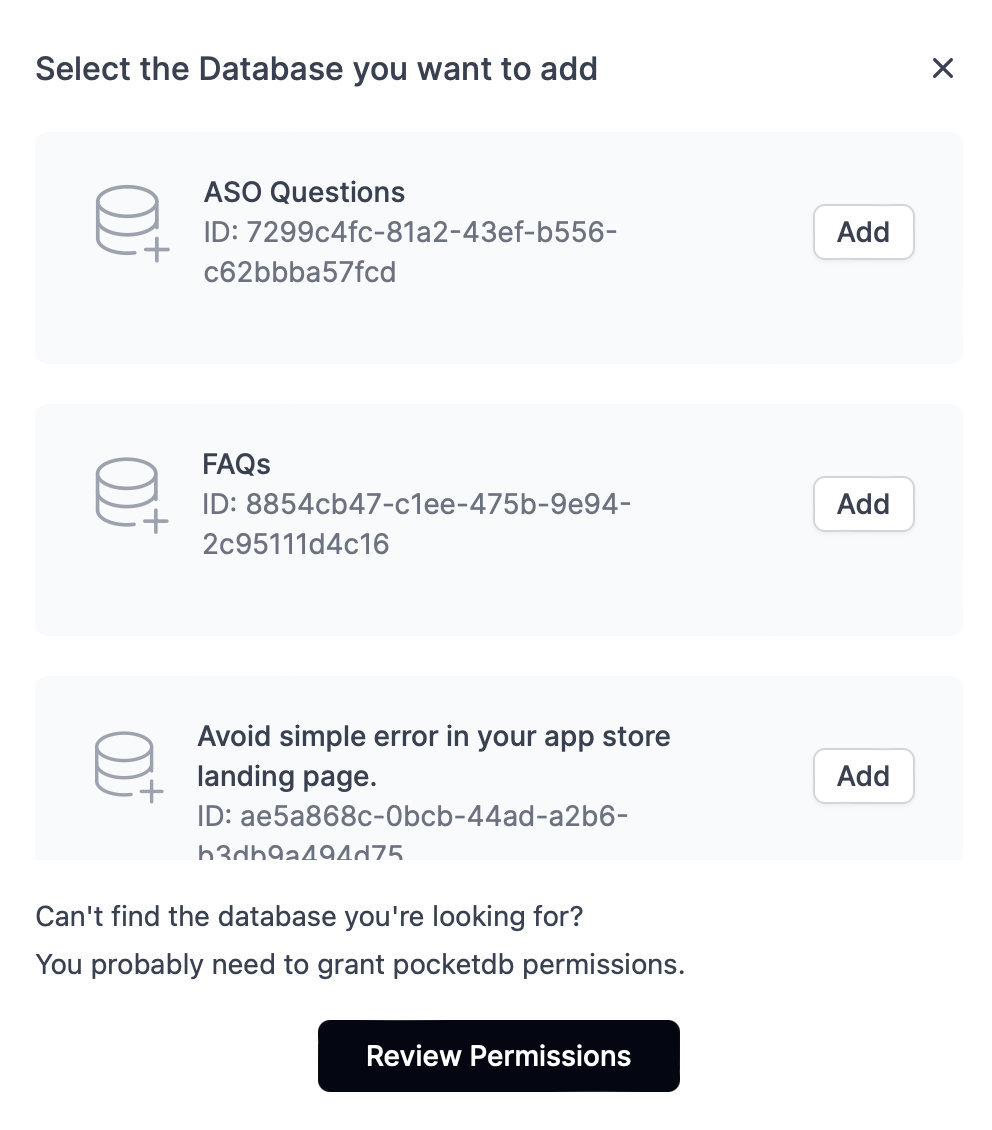 Select the Database you want to add
ASO Questions
ID: 7299c4fc-81a2-43ef-b556-
c62bbba57fcd
Add
FAQs
ID: 8854cb47-c1ee-475b-9e94-
2c95111d4c16
Add
Avoid simple error in your app store
landing page.
ID: ae5a868c-0bcb-44ad-a2b6-
b3db9a494d75
Add
Can't find the database you're looking for?
You probably need to grant pocketdb permissions.
Review Permissions